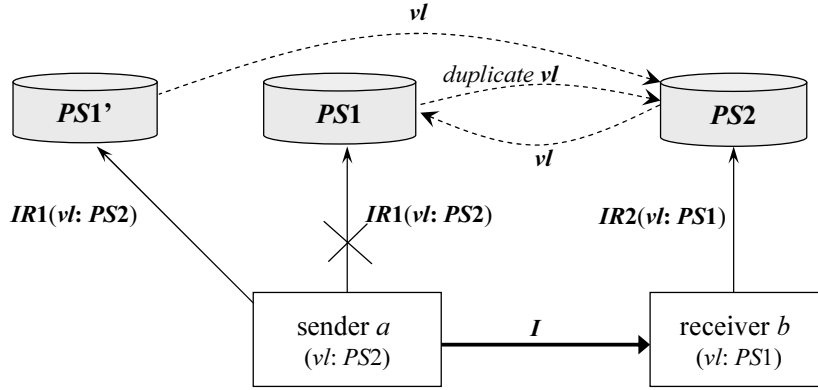 vl
duplicate vl
PS1’
PS1
PS2
vl
IR1(vl: PS2)
IR1(vl: PS2)
IR2(vl: PS1)
sender a
(vl: PS2)
I
receiver b
(vl: PS1)